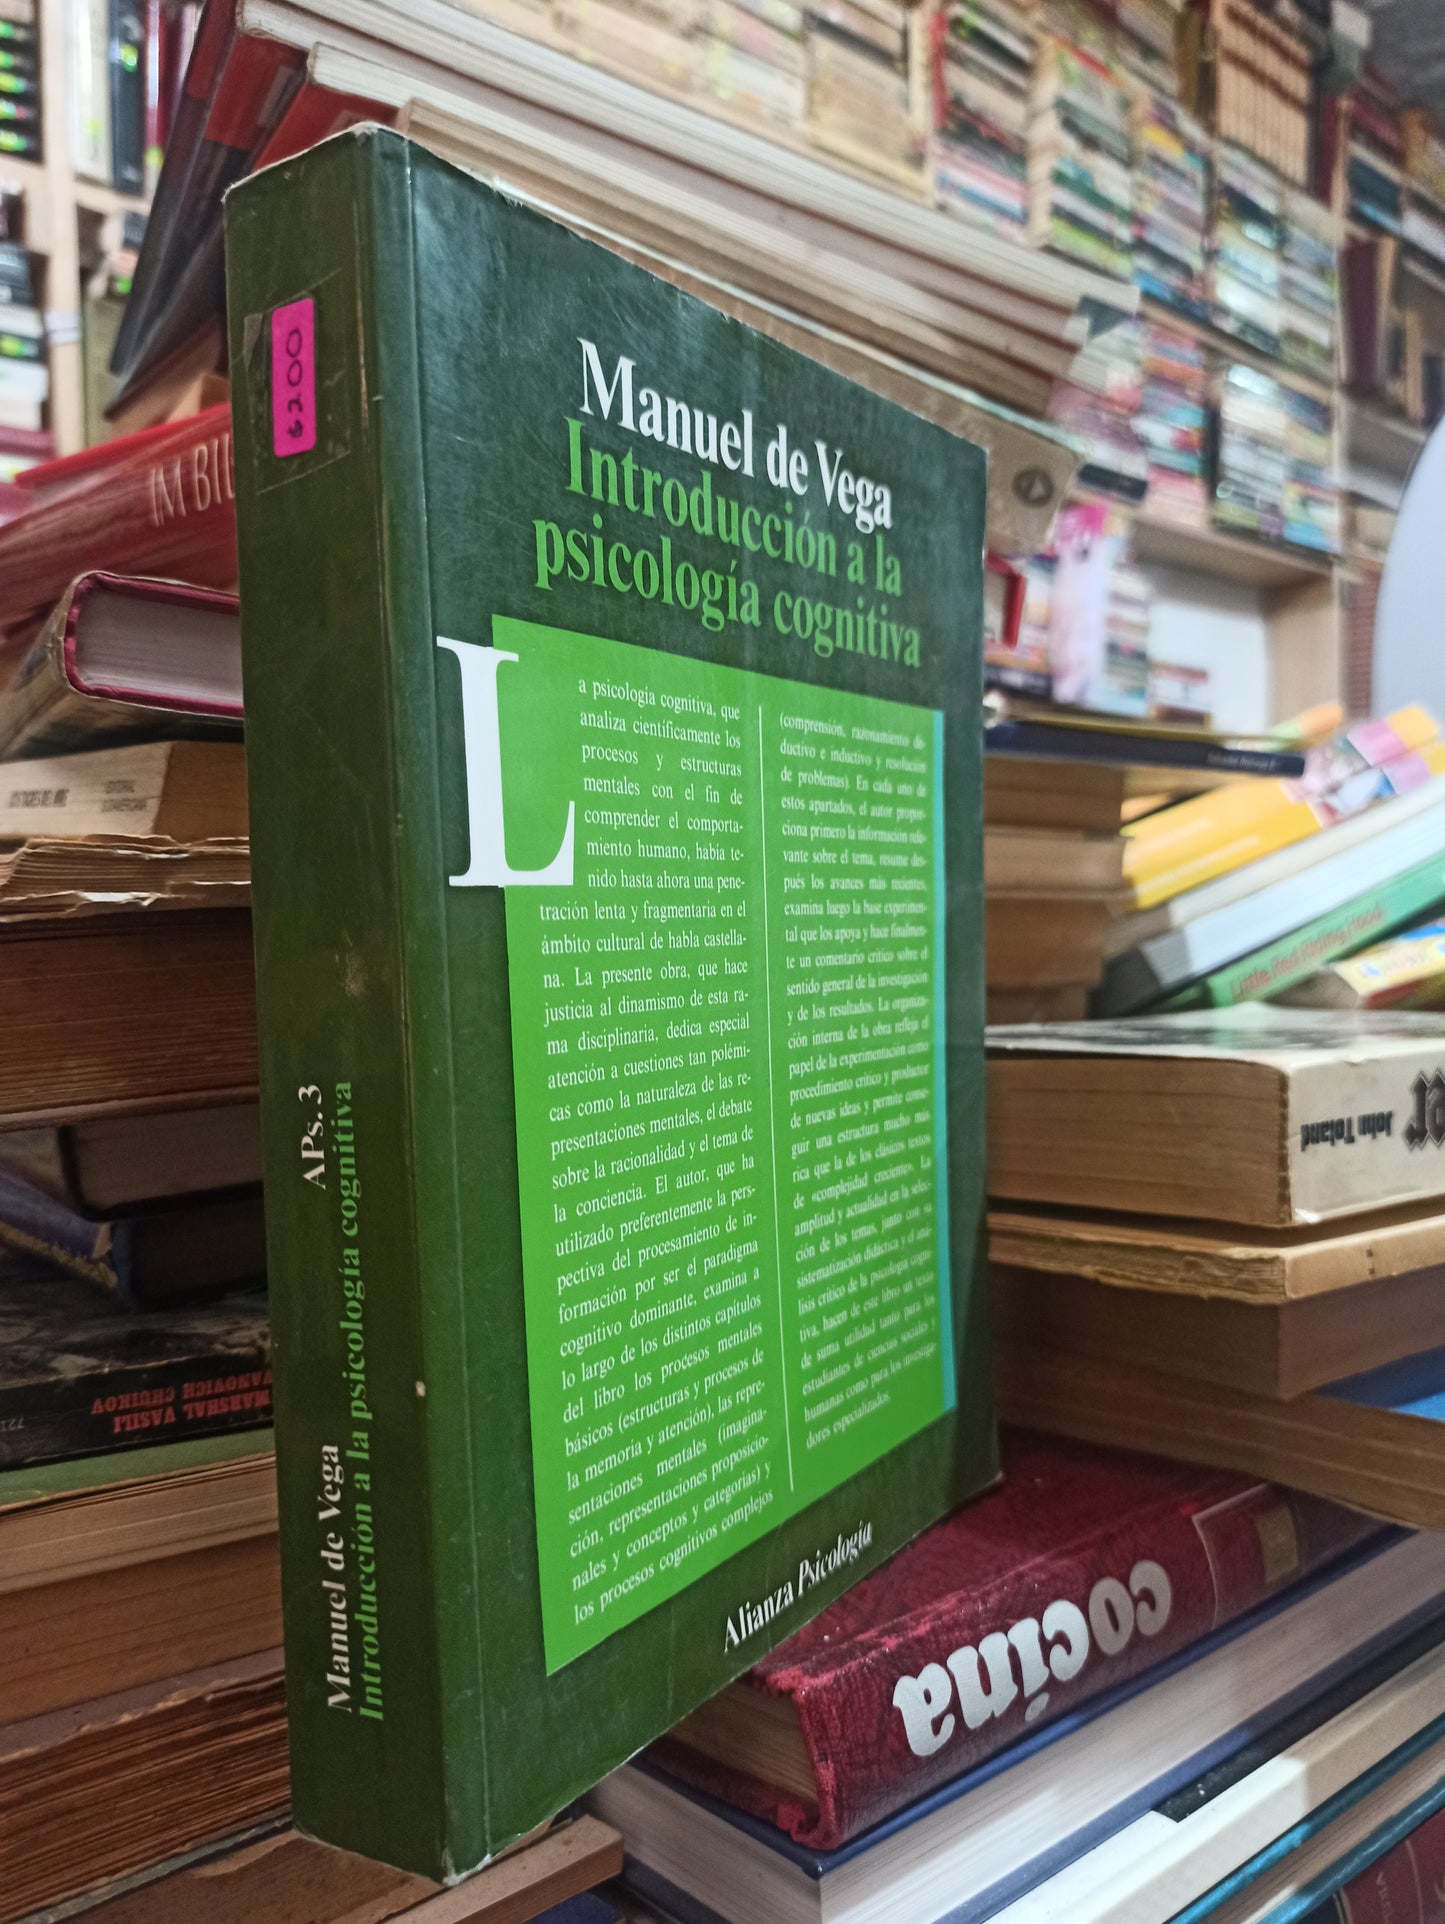 $200
Manuel de Vega
Introducción a la
psicología cognitiva
La psicología cognitiva, que
analiza científicamente los
procesos y estructuras
mentales con el fin de
comprender el comporta-
miento humano, había te-
nido hasta ahora una pene-
tración lenta y fragmentaria en el
ámbito cultural de habla castella-
na. La presente obra, que hace
justicia al dinamismo de esta ra-
ma disciplinaria, dedica especial
atención a cuestiones tan polémi-
cas como la naturaleza de las re-
presentaciones mentales, el debate
sobre la racionalidad y el tema de
la conciencia. El autor, que ha
utilizado preferentemente la pers-
pectiva del procesamiento de in-
formación por ser el paradigma
cognitivo dominante, examina a
lo largo de los distintos capítulos
del libro los procesos mentales
básicos (estructuras y procesos de
la memoria y atención), las repre-
sentaciones mentales (imagina-
ción, representaciones proposicio-
nales y conceptos y categorías) y
los procesos cognitivos complejos
(comprensión, razonamiento de-
ductivo e inductivo y resolución
de problemas). En cada uno de
estos apartados, el autor propor-
ciona primero la información rele-
vante sobre el tema, resume des-
pués los avances más recientes,
examina luego la base experimen-
tal que los apoya y hace finalmen-
te un comentario crítico sobre el
sentido general de la investigación
y de los resultados. La organiza-
ción interna de la obra refleja el
papel de la experimentación como
procedimiento crítico y productor
de nuevas ideas y permite conse-
guir una estructura mucho más
rica que la de los clásicos textos
de «complejidad creciente». La
amplitud y actualidad en la selec-
ción de los temas, junto con su
sistematización didáctica y el aná-
lisis crítico de la psicología cogni-
tiva, hacen de este libro un texto
de suma utilidad tanto para los
estudiantes de ciencias sociales y
humanas como para los investiga-
dores especializados.
Alianza Psicología
APs. 3
Manuel de Vega
Introducción a la psicología cognitiva
IM BIL
EDITORIAL
SUDAMERICANA
MARSHAL VASILI
IVANOVICH CHUIKOV
721
Little Red Riding Hood
John Toland
cocina